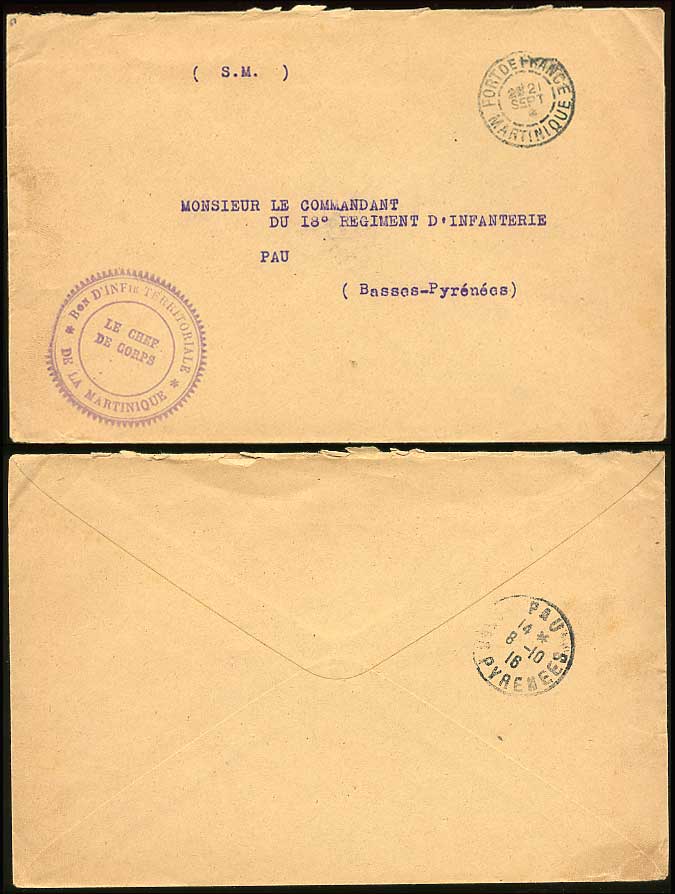 ( S.M. )
FORT DE FRANCE
21
SEPT
*
MARTINIQUE
MONSIEUR LE COMMANDANT
DU 18° REGIMENT D'INFANTERIE
PAU
( Basses-Pyrénées)
* Bon D'INFie TERRITORIALE *
LE CHEF
DE CORPS
DE LA MARTINIQUE
PAU
14 *
8 -10
16
PYRENEES